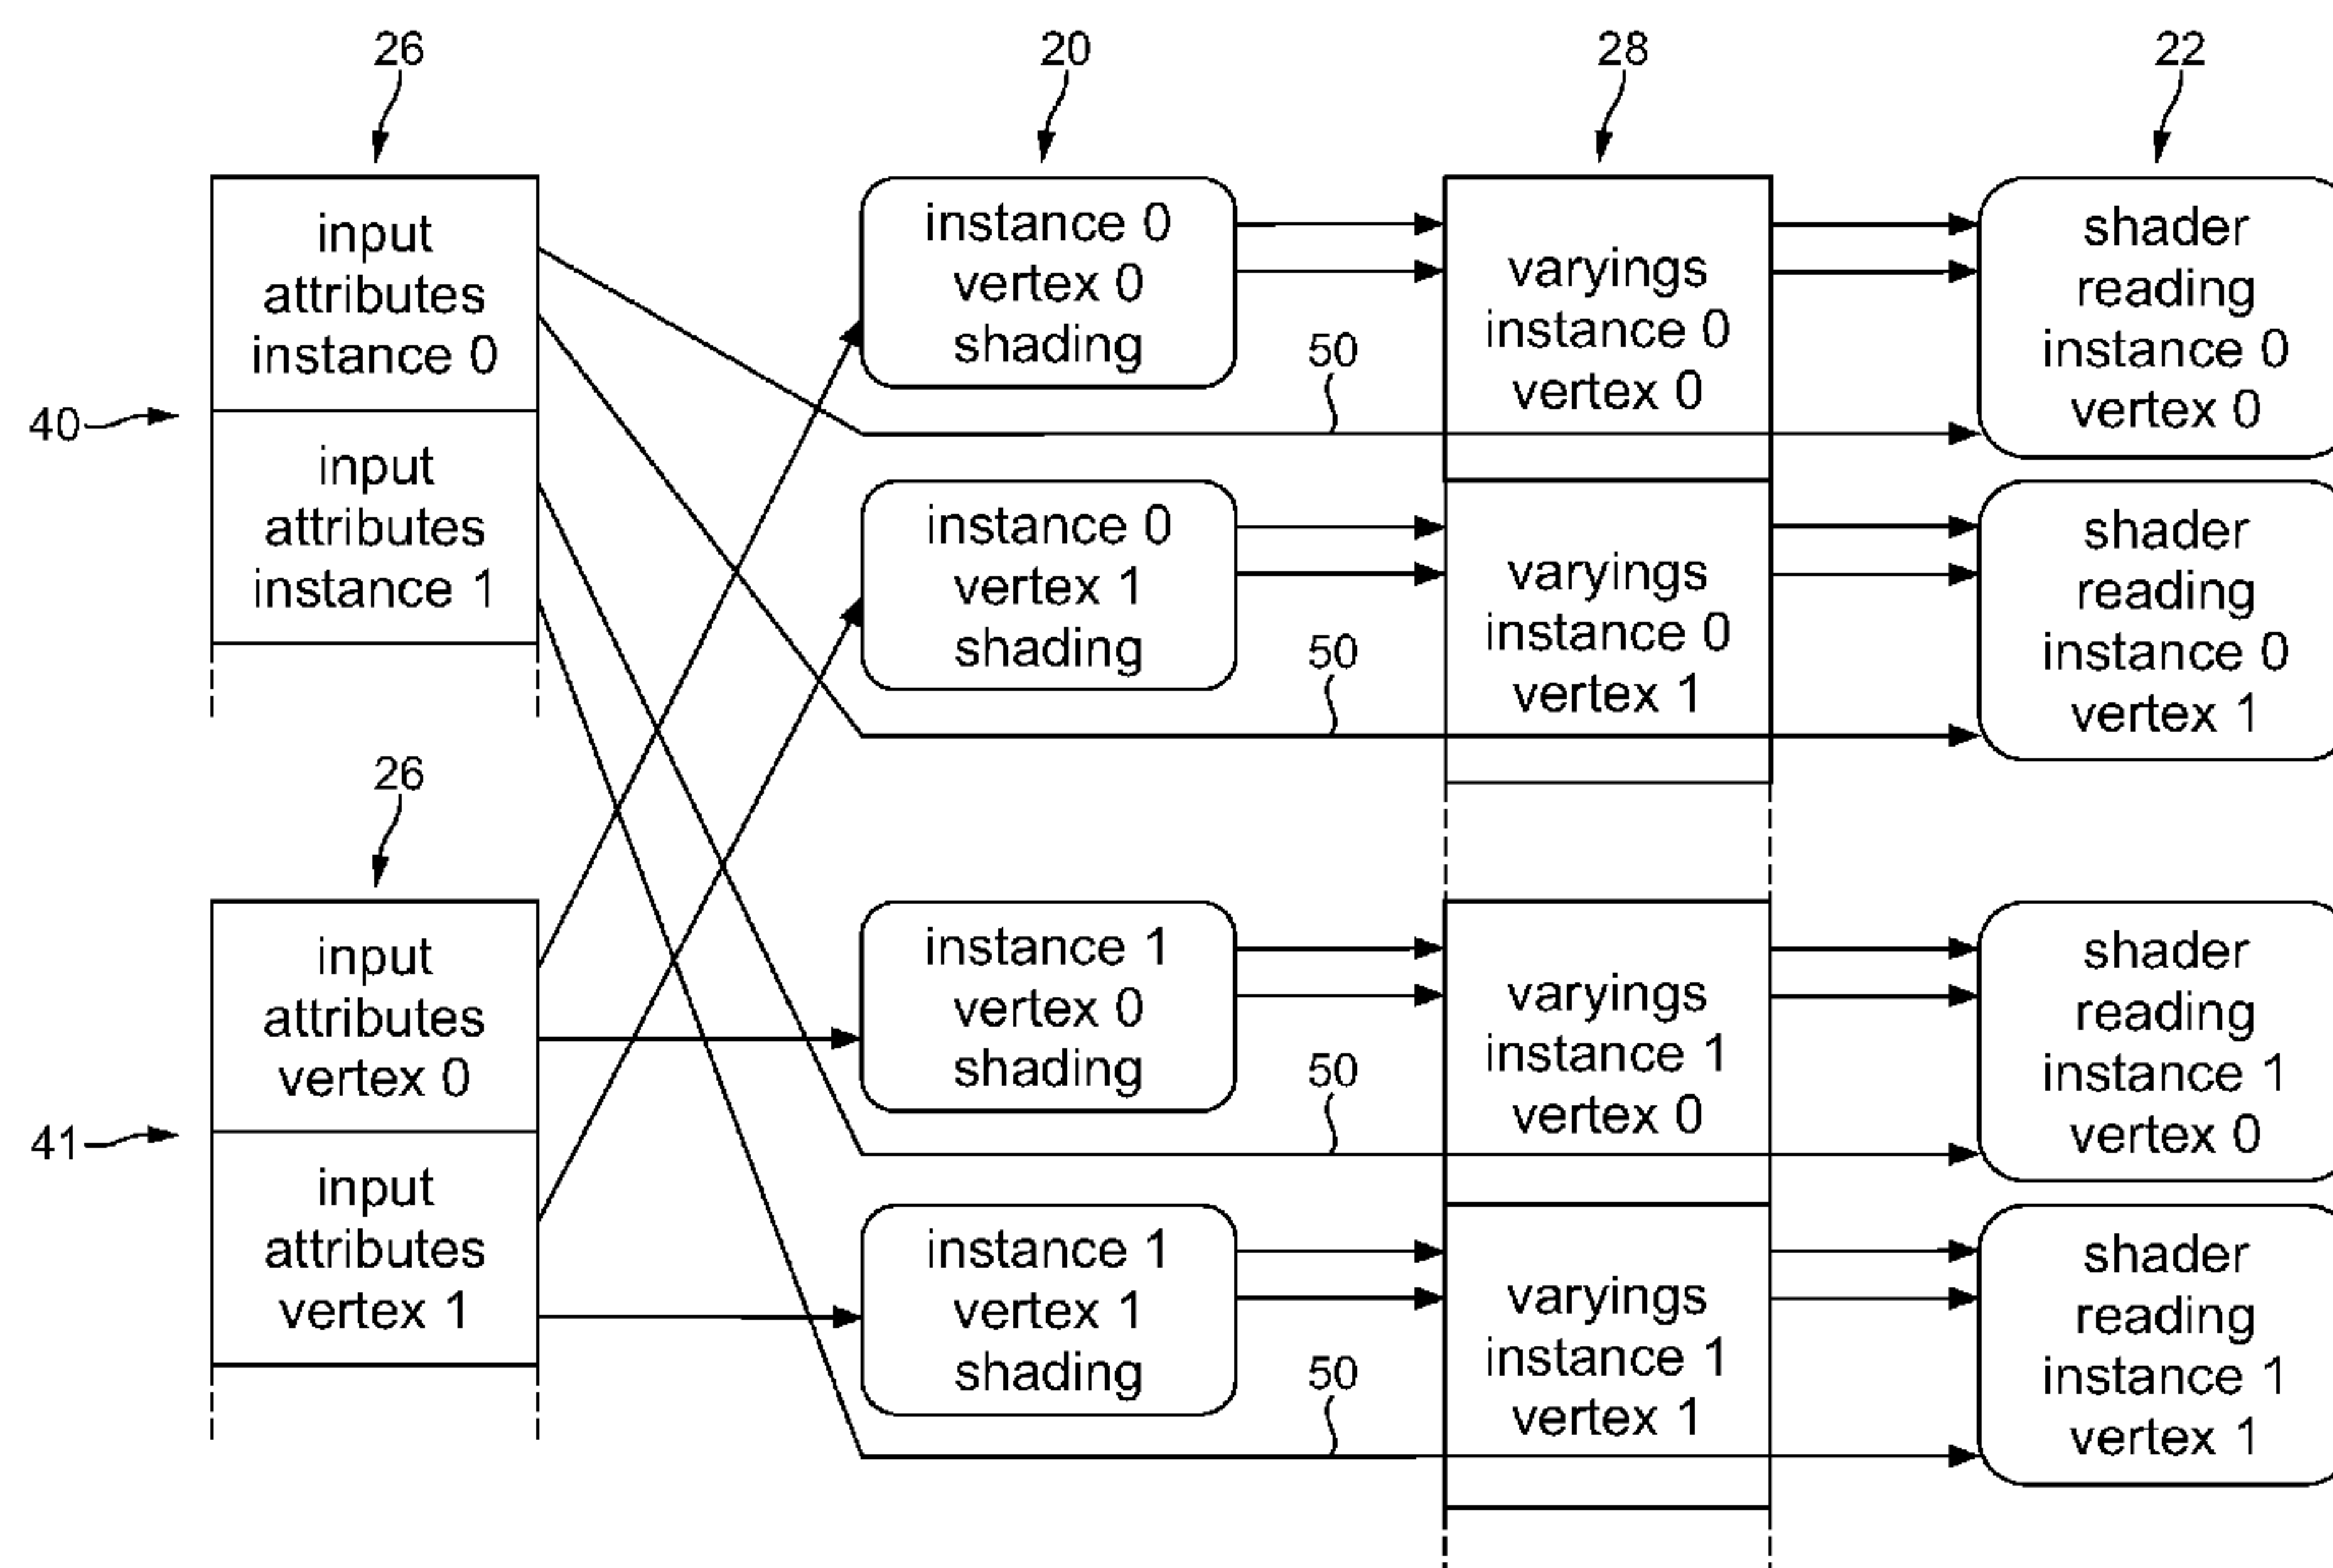 26
20
28
22
input
attributes
instance 0
input
attributes
instance 1
40
26
input
attributes
vertex 0
input
attributes
vertex 1
41
instance 0
vertex 0
shading
50
instance 0
vertex 1
shading
50
instance 1
vertex 0
shading
50
instance 1
vertex 1
shading
50
varyings
instance 0
vertex 0
varyings
instance 0
vertex 1
varyings
instance 1
vertex 0
varyings
instance 1
vertex 1
shader
reading
instance 0
vertex 0
shader
reading
instance 0
vertex 1
shader
reading
instance 1
vertex 0
shader
reading
instance 1
vertex 1